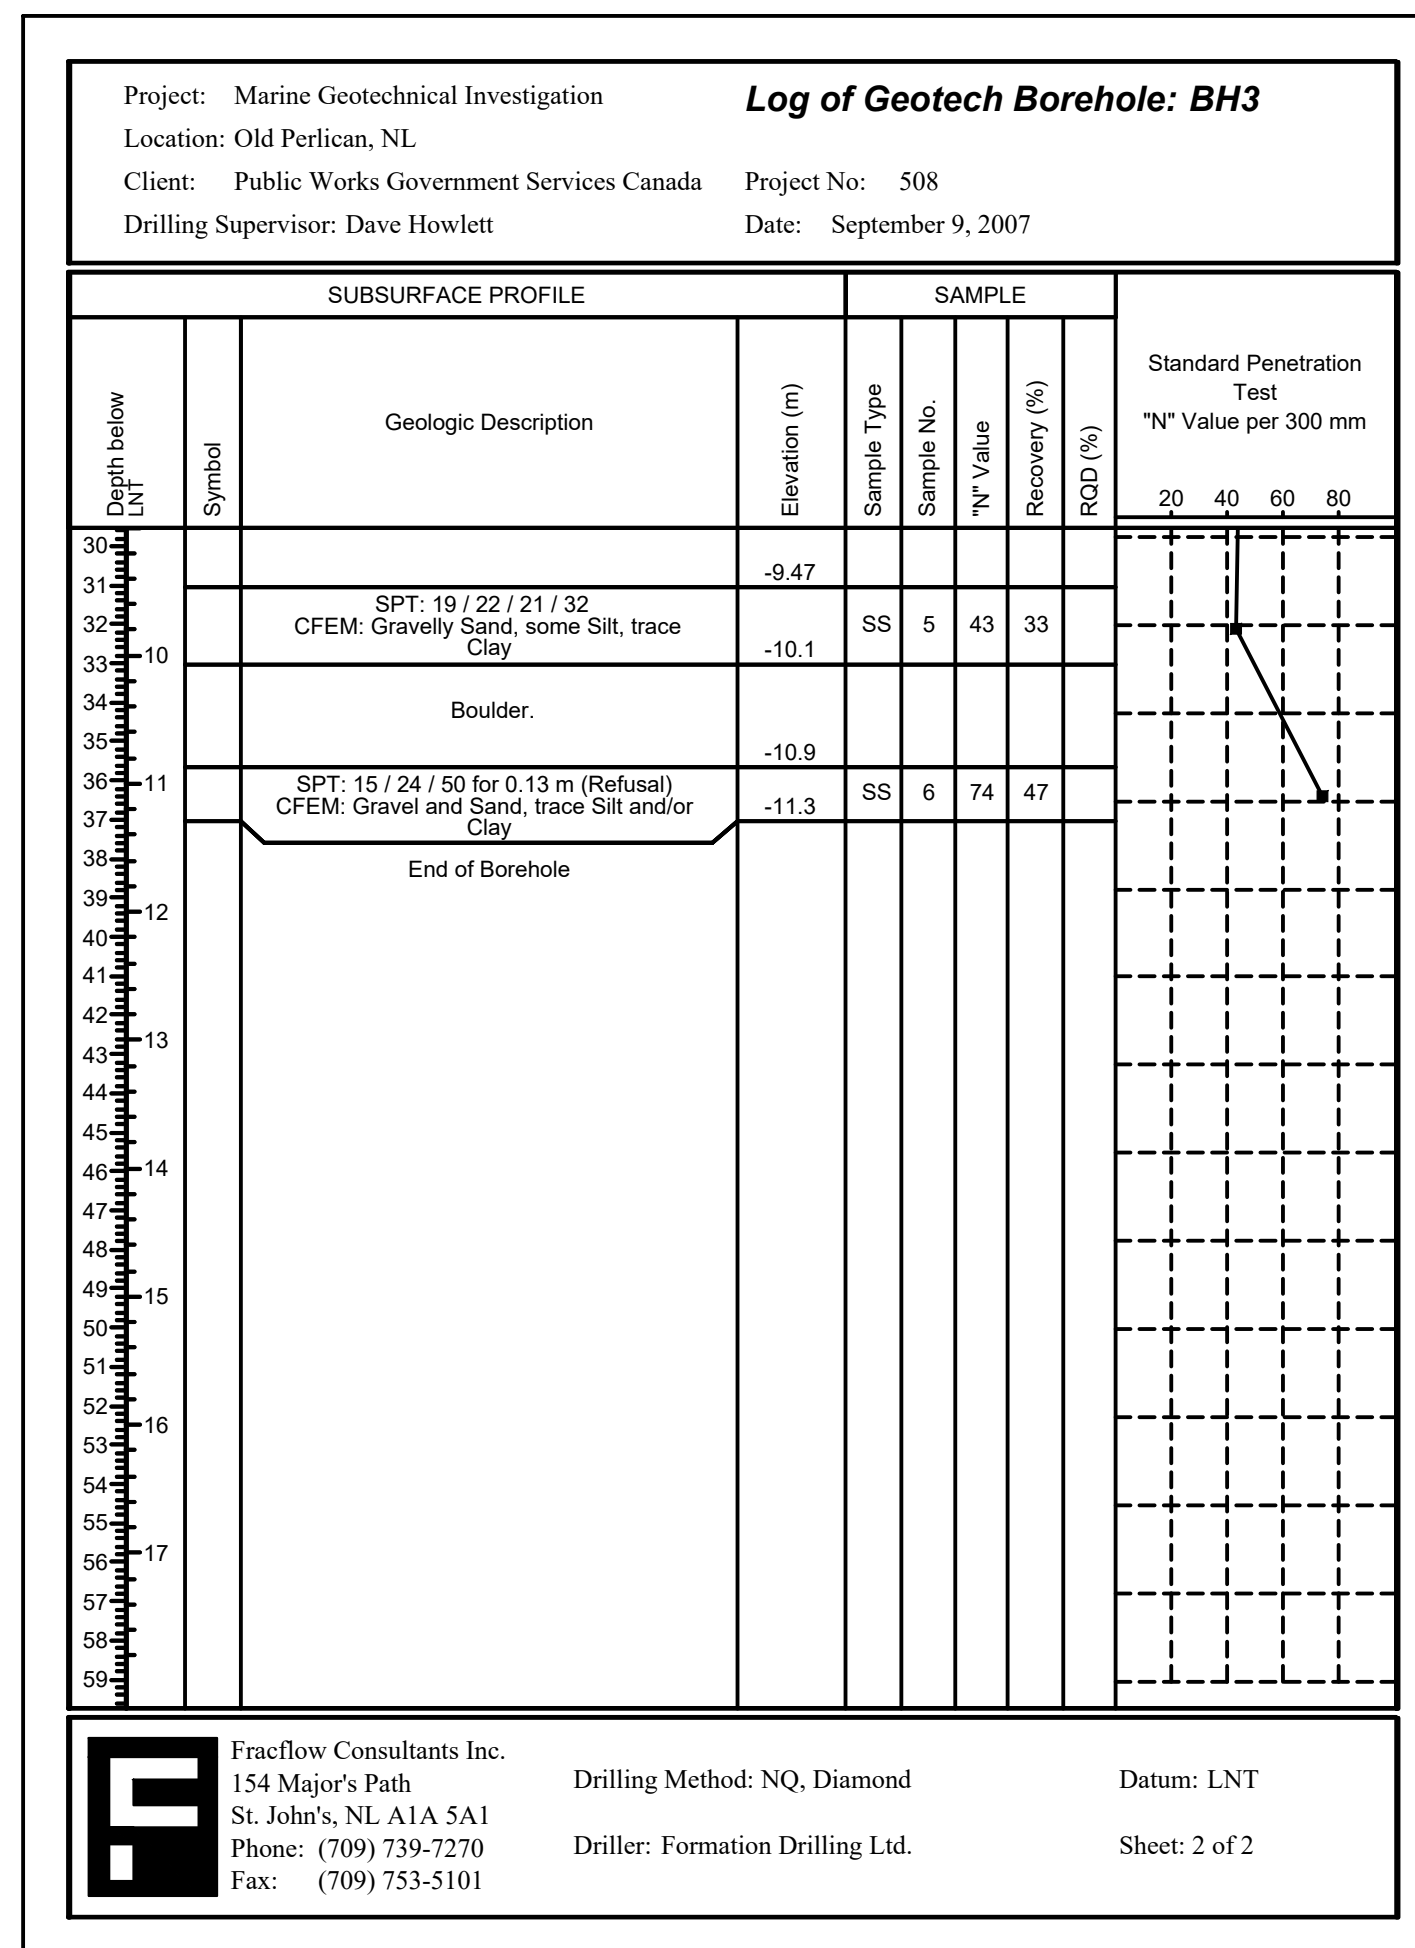 Project: Marine Geotechnical Investigation
Log of Geotech Borehole: BH3
Location: Old Perlican, NL
Client: Public Works Government Services Canada
Project No: 508
Drilling Supervisor: Dave Howlett
Date: September 9, 2007
SUBSURFACE PROFILE
SAMPLE
Depth below
LNT
Symbol
Geologic Description
Elevation (m)
Sample Type
Sample No.
"N" Value
Recovery (%)
RQD (%)
Standard Penetration
Test
"N" Value per 300 mm
20 40 60 80
30
-9.47
31
SPT: 19 / 22 / 21 / 32
32
CFEM: Gravelly Sand, some Silt, trace
Clay
-10.1
SS 5 43 33
33
10
34
Boulder.
35
-10.9
36
11
SPT: 15 / 24 / 50 for 0.13 m (Refusal)
CFEM: Gravel and Sand, trace Silt and/or
Clay
-11.3
SS 6 74 47
37
38
End of Borehole
39
12
40
41
42
13
43
44
45
14
46
47
48
49
15
50
51
52
16
53
54
55
17
56
57
58
59
Fracflow Consultants Inc.
154 Major's Path
St. John's, NL A1A 5A1
Phone: (709) 739-7270
Fax: (709) 753-5101
Drilling Method: NQ, Diamond
Driller: Formation Drilling Ltd.
Datum: LNT
Sheet: 2 of 2